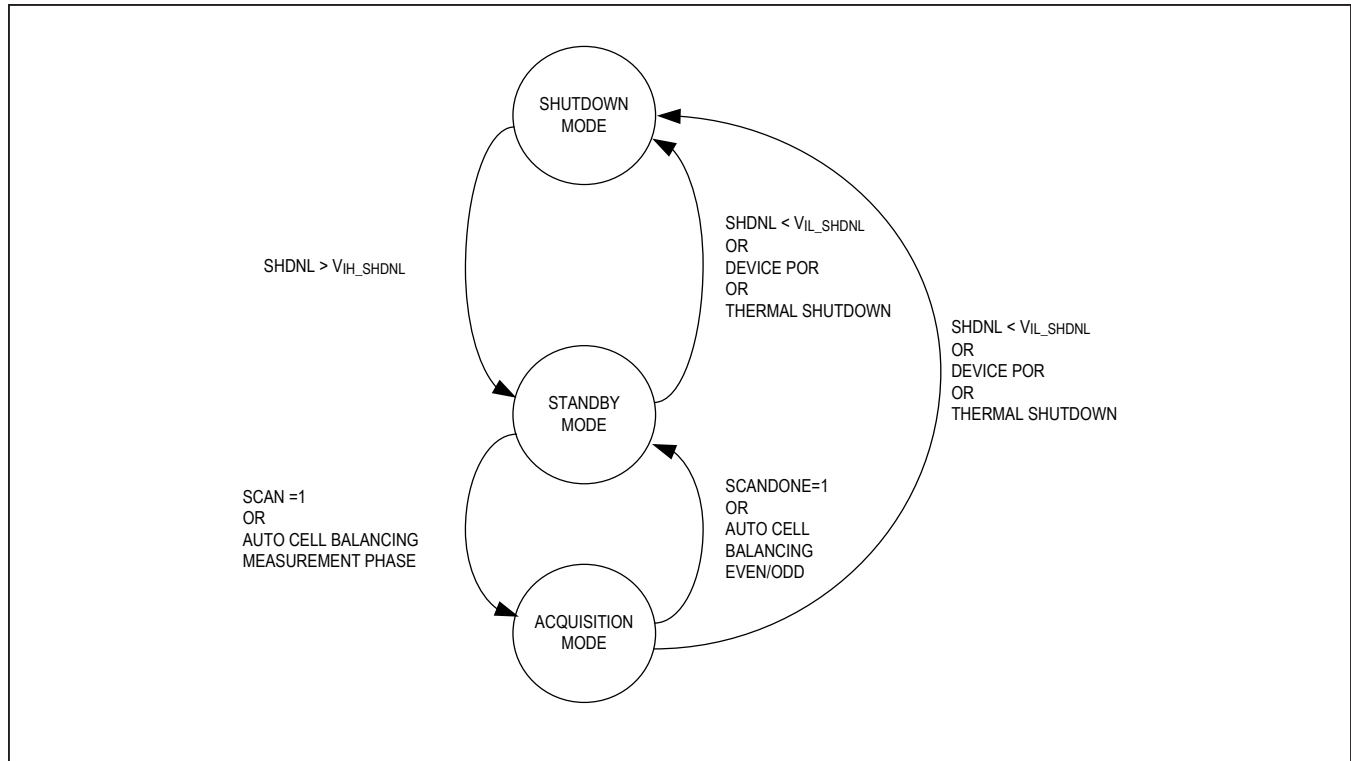 SHUTDOWN
MODE
SHDNL > VIH_SHDNL
SHDNL < VIL_SHDNL
OR
DEVICE POR
OR
THERMAL SHUTDOWN
SHDNL < VIL_SHDNL
OR
DEVICE POR
OR
THERMAL SHUTDOWN
STANDBY
MODE
SCAN =1
OR
AUTO CELL BALANCING
MEASUREMENT PHASE
SCANDONE=1
OR
AUTO CELL
BALANCING
EVEN/ODD
ACQUISITION
MODE